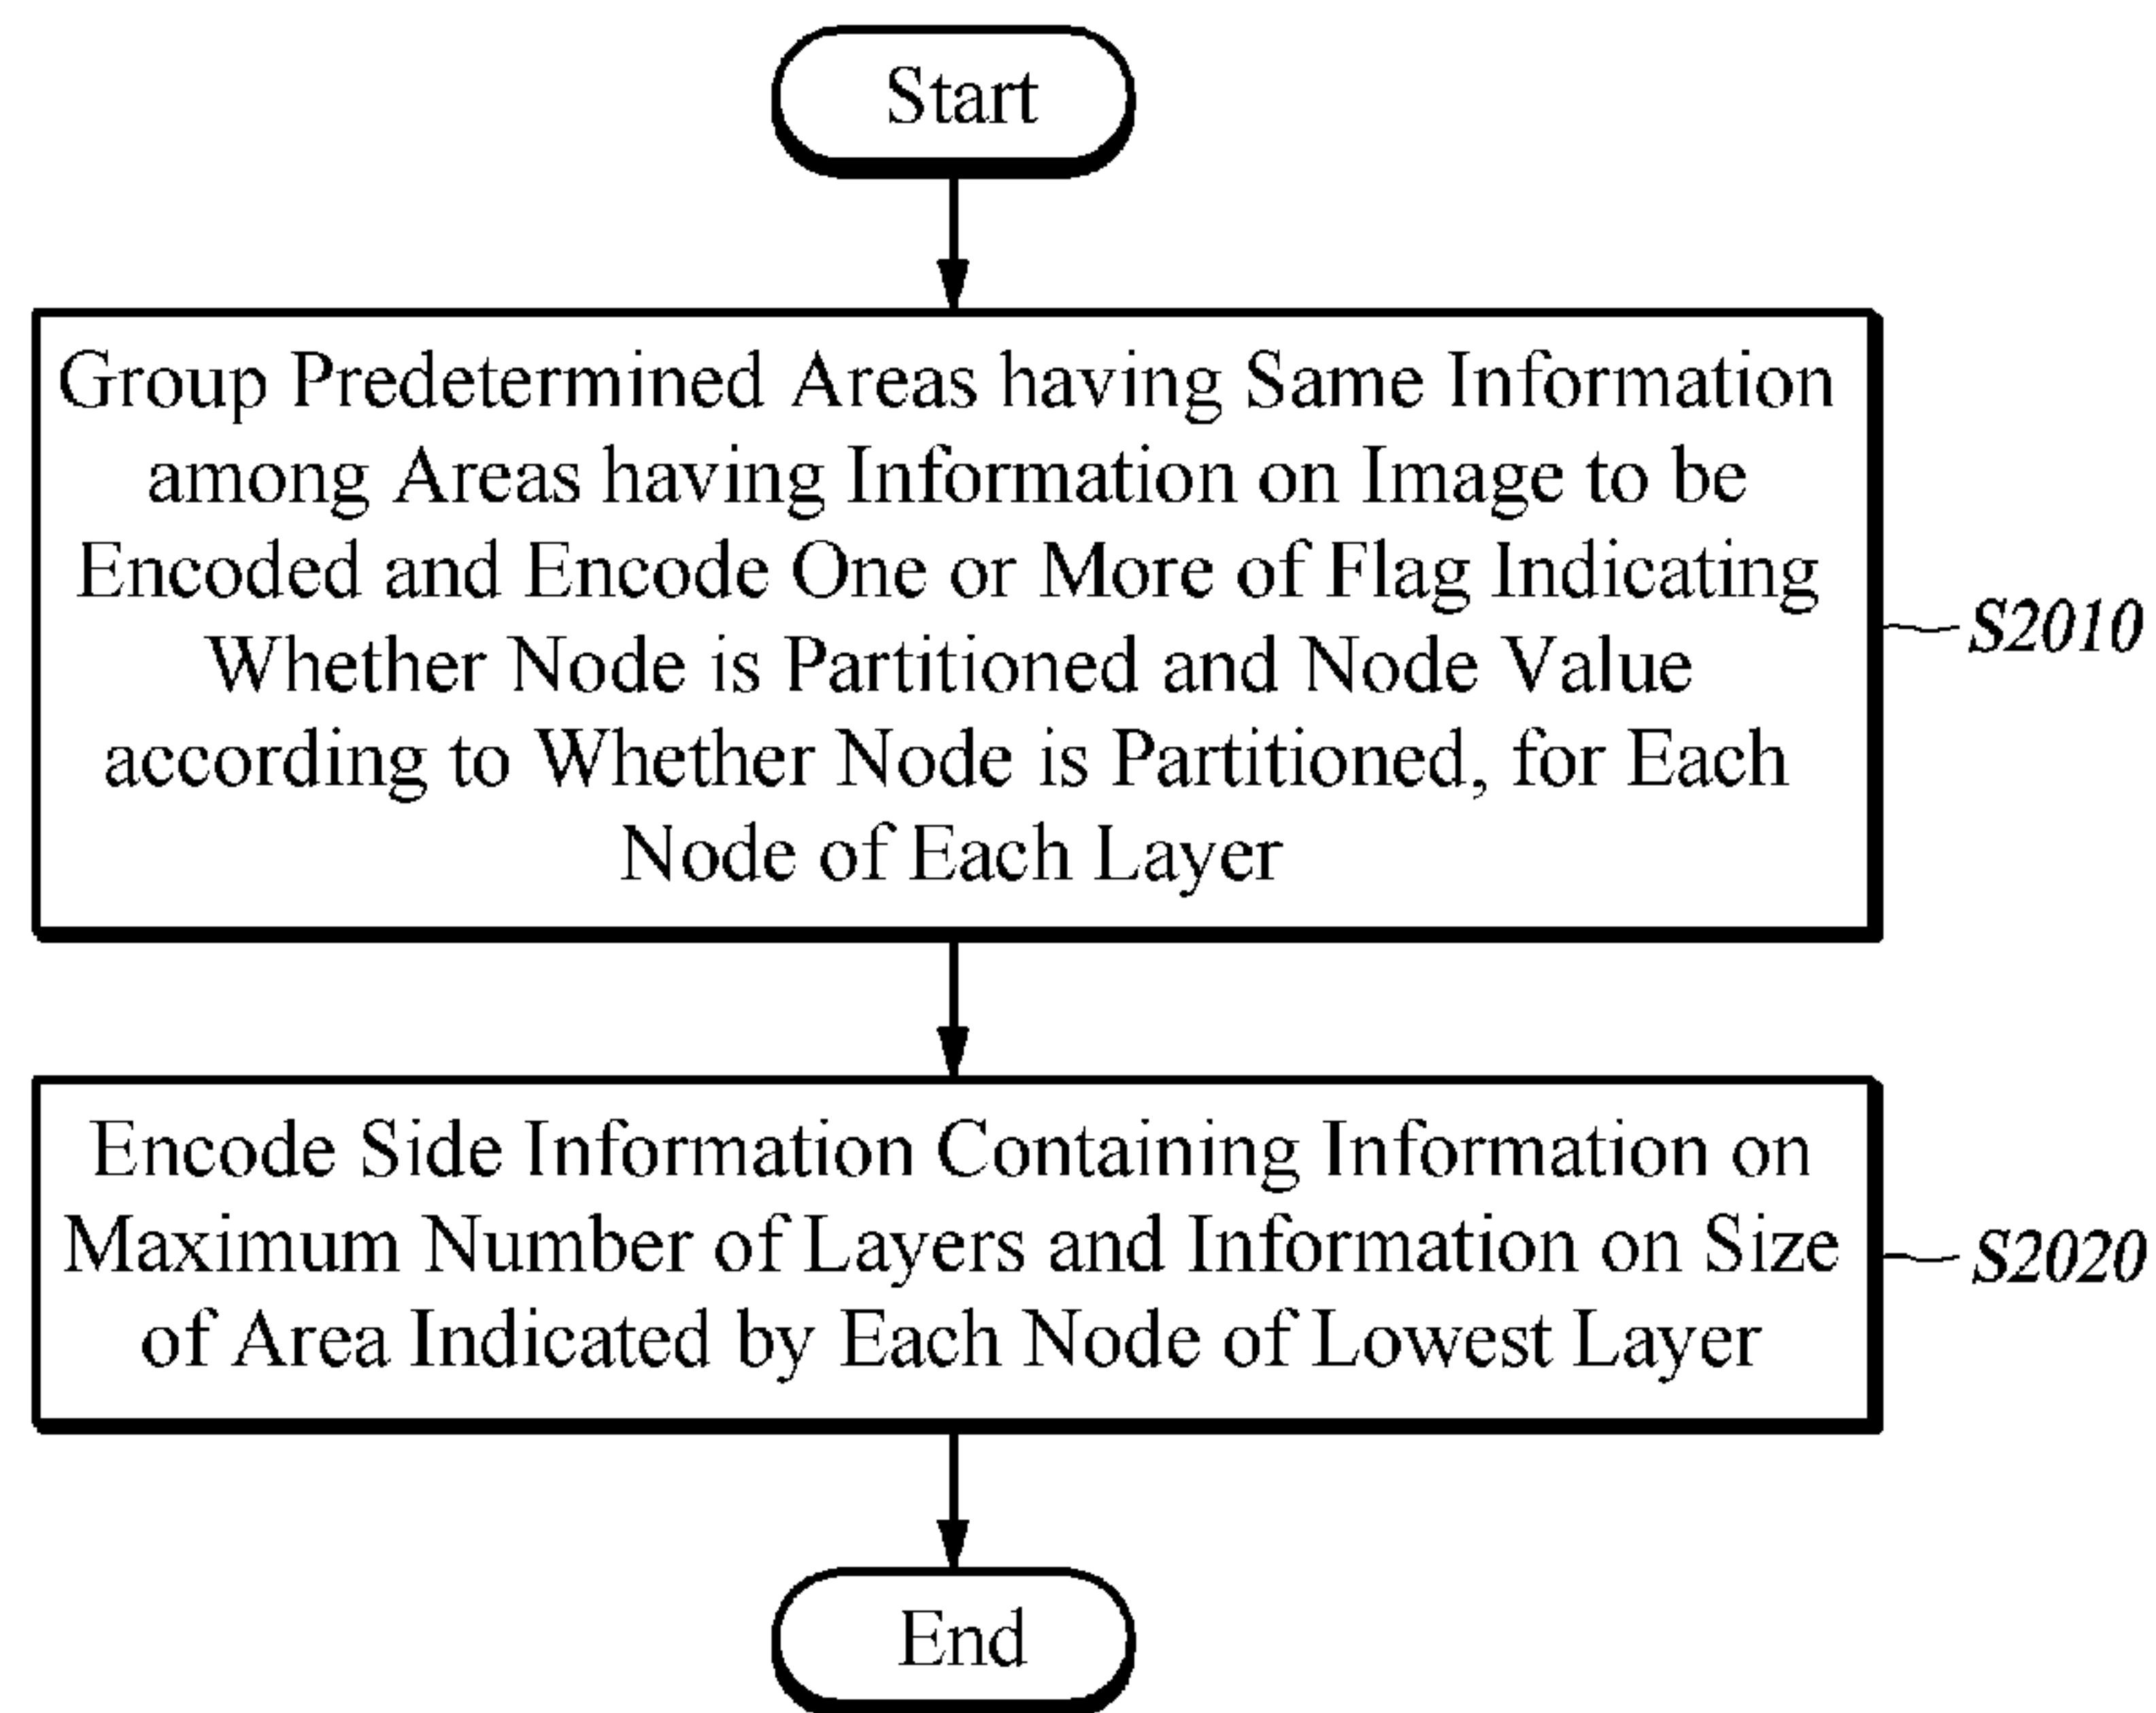 Start
Group Predetermined Areas having Same Information
among Areas having Information on Image to be
Encoded and Encode One or More of Flag Indicating
Whether Node is Partitioned and Node Value
according to Whether Node is Partitioned, for Each
Node of Each Layer
S2010
Encode Side Information Containing Information on
Maximum Number of Layers and Information on Size
of Area Indicated by Each Node of Lowest Layer
S2020
End